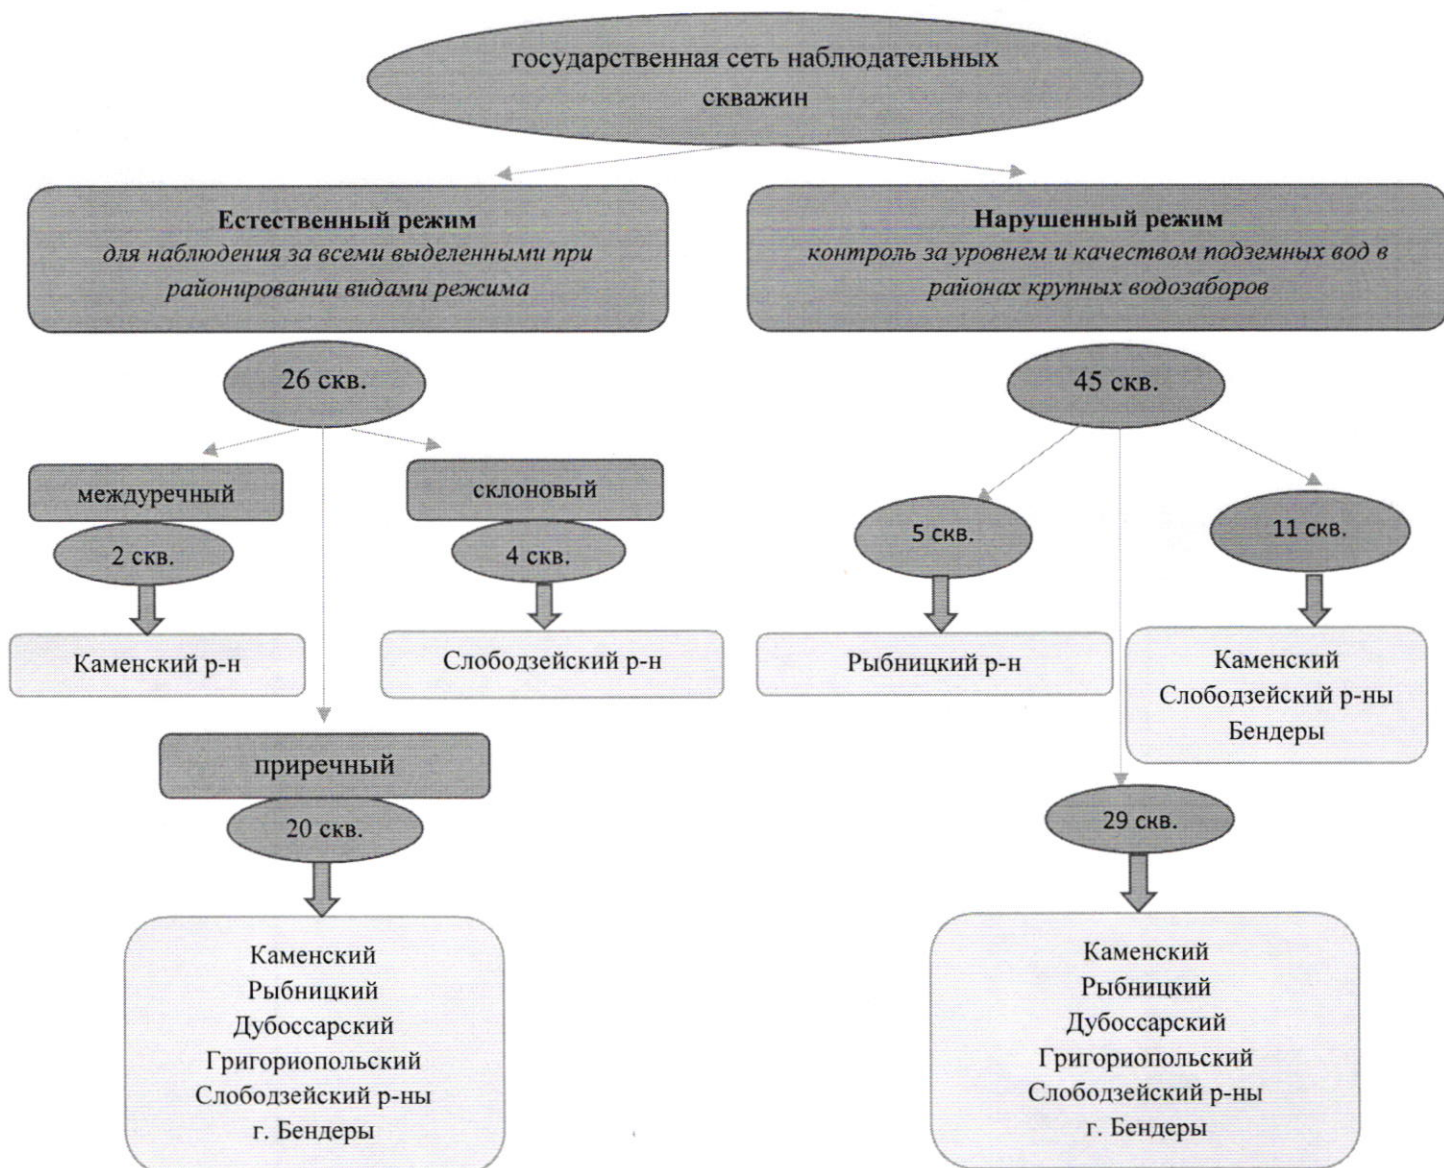 государственная сеть наблюдательных
скважин
Естественный режим
для наблюдения за всеми выделенными при
районировании видами режима
Нарушенный режим
контроль за уровнем и качеством подземных вод в
районах крупных водозаборов
26 скв.
45 скв.
междуречный
склоновый
2 скв.
4 скв.
5 скв.
11 скв.
Каменский р-н
Слободзейский р-н
Рыбницкий р-н
Каменский
Слободзейский р-ны
Бендеры
приречный
20 скв.
29 скв.
Каменский
Рыбницкий
Дубоссарский
Григориопольский
Слободзейский р-ны
г. Бендеры
Каменский
Рыбницкий
Дубоссарский
Григориопольский
Слободзейский р-ны
г. Бендеры